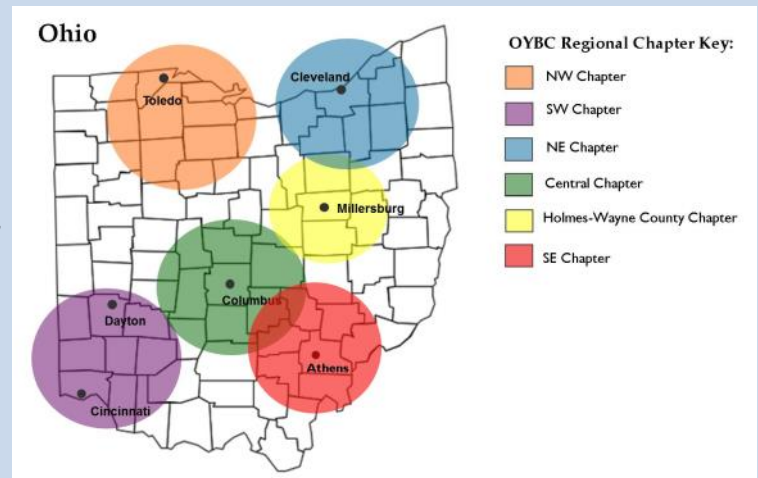 Ohio
OYBC Regional Chapter Key:
NW Chapter
SW Chapter
NE Chapter
Central Chapter
Holmes-Wayne County Chapter
SE Chapter
Cleveland
Toledo
Millersburg
Columbus
Dayton
Athens
Cincinnati